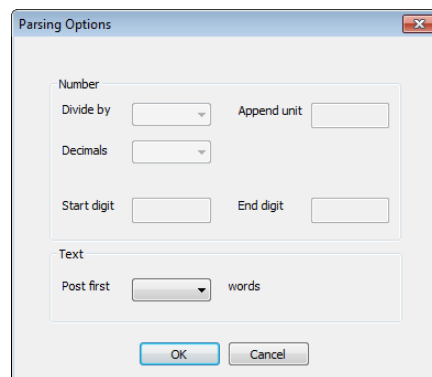 Parsing Options
Number
Divide by Append unit
Decimals
Start digit End digit
Text
Post first words
OK Cancel